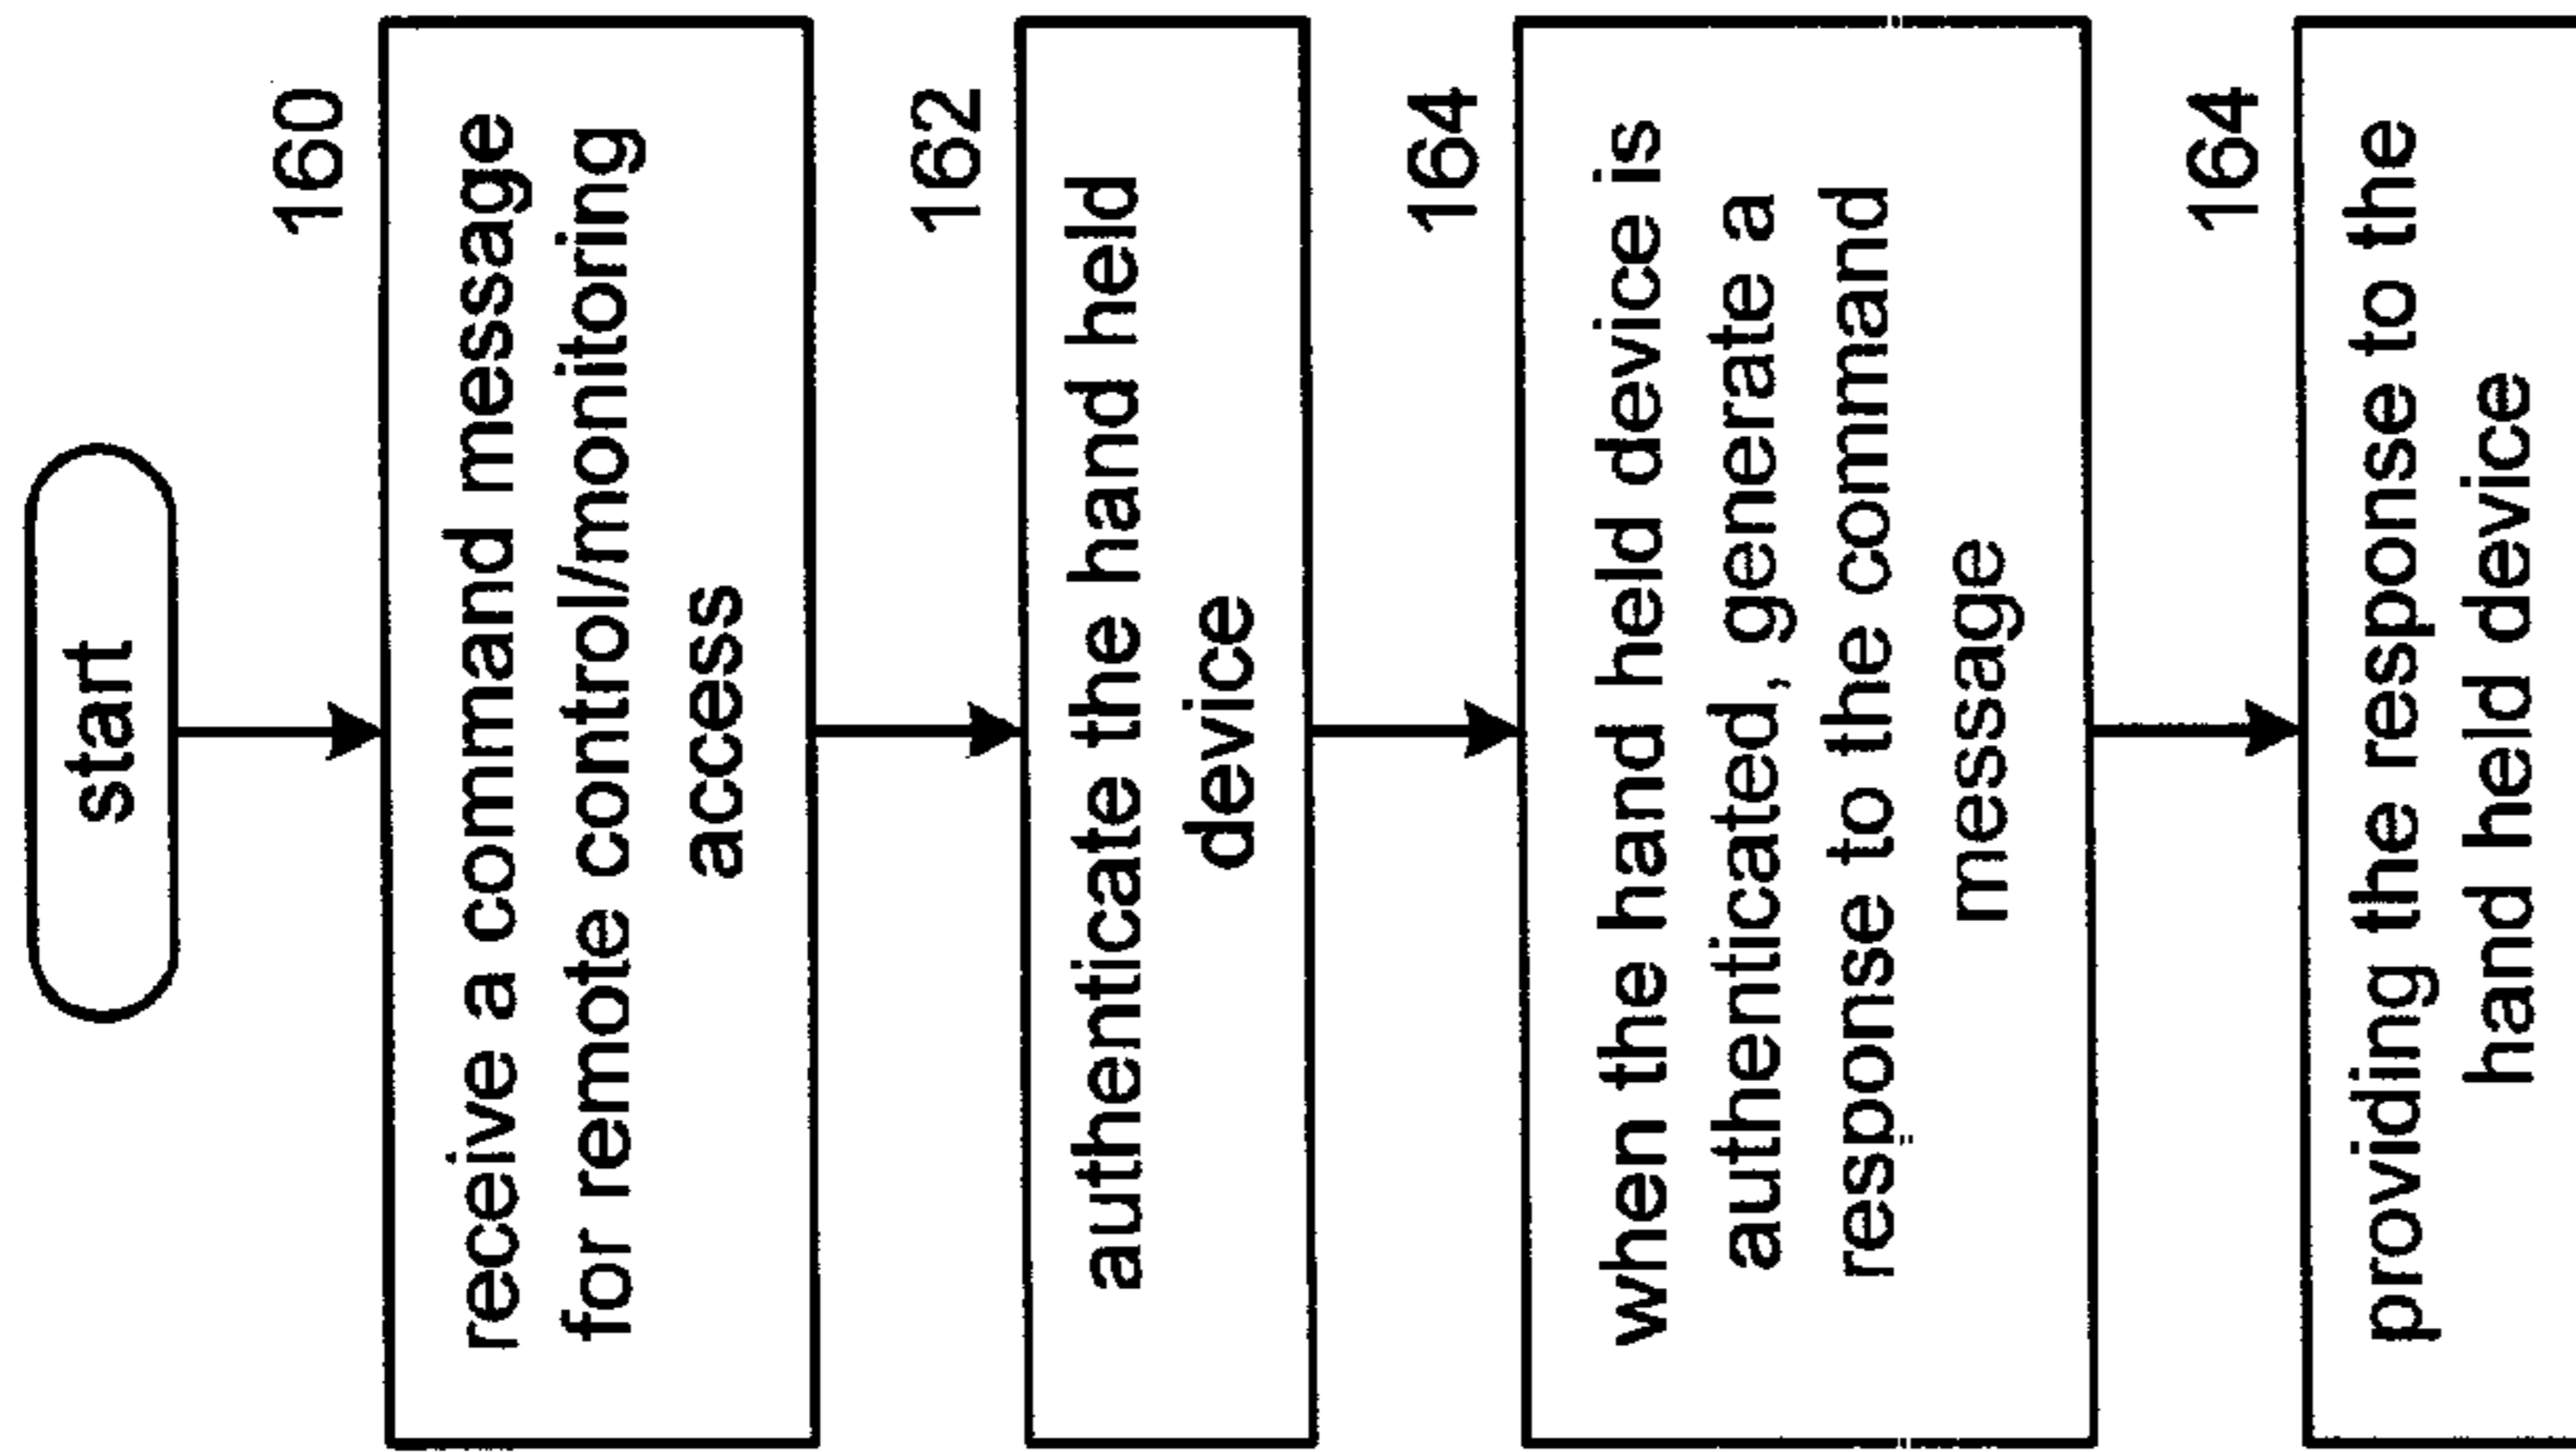 start
160
receive a command message
for remote control/monitoring
access
162
authenticate the hand held
device
164
when the hand held device is
authenticated, generate a
response to the command
message
164
providing the response to the
hand held device